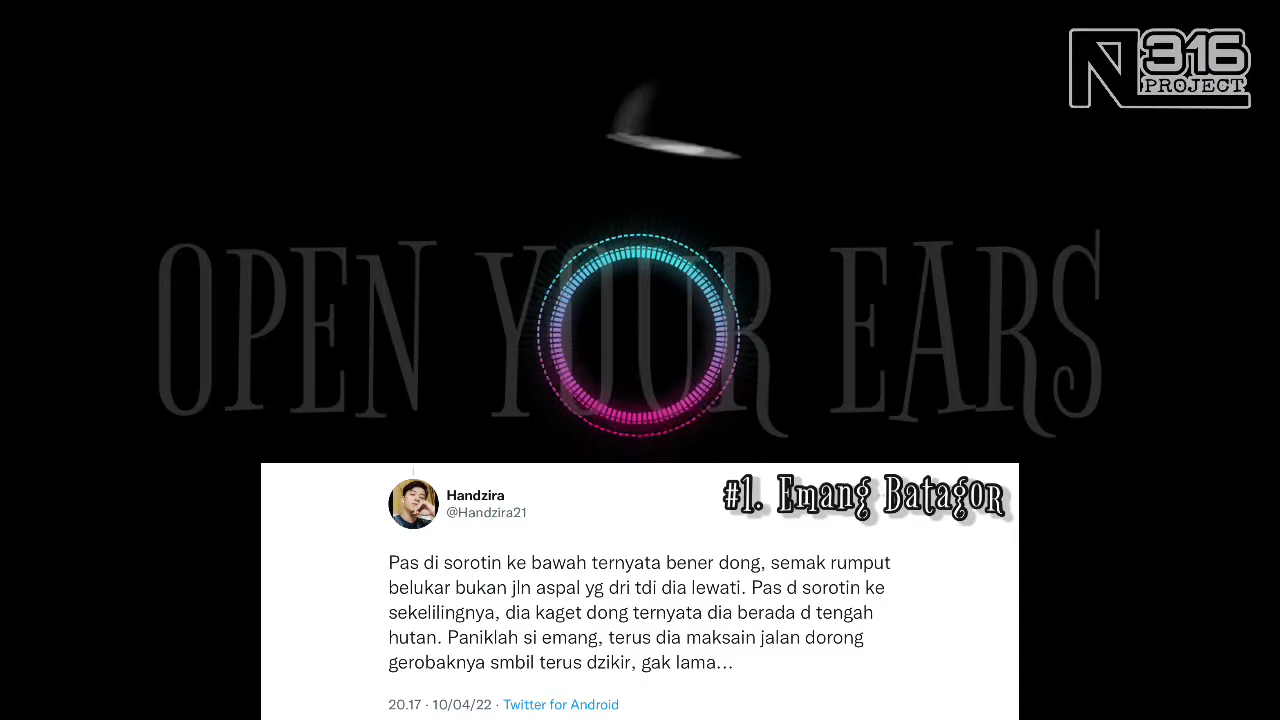 N316
PROJECT
OPEN YOUR EARS
Handzira
@Handzira21
#1. Emang Batagor
Pas di sorotin ke bawah ternyata bener dong, semak rumput
belukar bukan jln aspal yg dri tdi dia lewati. Pas d sorotin ke
sekelilingnya, dia kaget dong ternyata dia berada d tengah
hutan. Paniklah si emang, terus dia maksain jalan dorong
gerobaknya smbil terus dzikir, gak lama...
20.17 · 10/04/22 · Twitter for Android